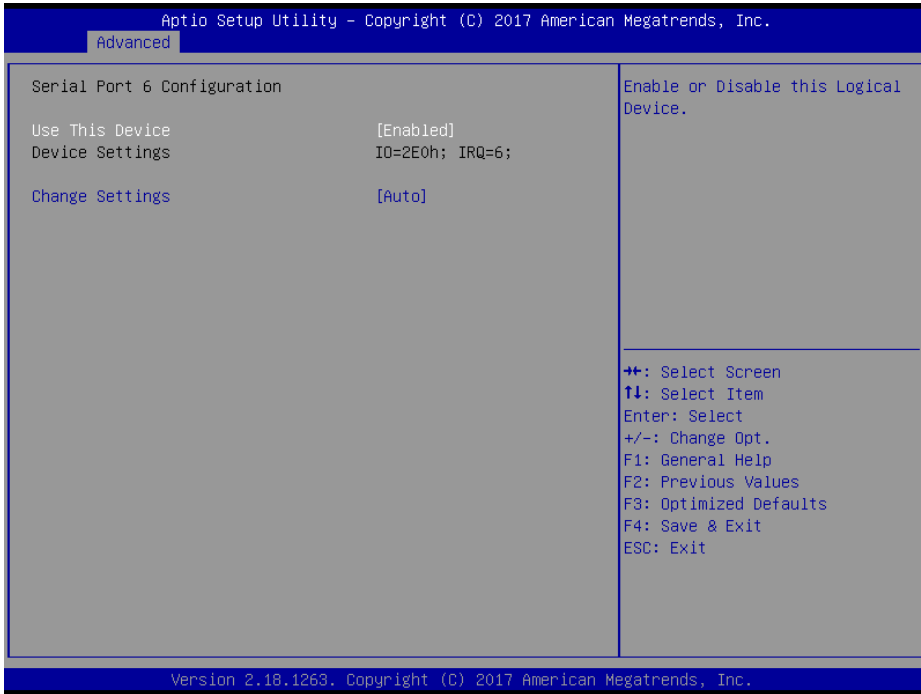 Aptio Setup Utility – Copyright (C) 2017 American Megatrends, Inc.
Advanced
Serial Port 6 Configuration
Use This Device [Enabled]
Device Settings IO=2E0h; IRQ=6;
Change Settings [Auto]
Enable or Disable this Logical
Device.
→←: Select Screen
↑↓: Select Item
Enter: Select
+/-: Change Opt.
F1: General Help
F2: Previous Values
F3: Optimized Defaults
F4: Save & Exit
ESC: Exit
Version 2.18.1263. Copyright (C) 2017 American Megatrends, Inc.